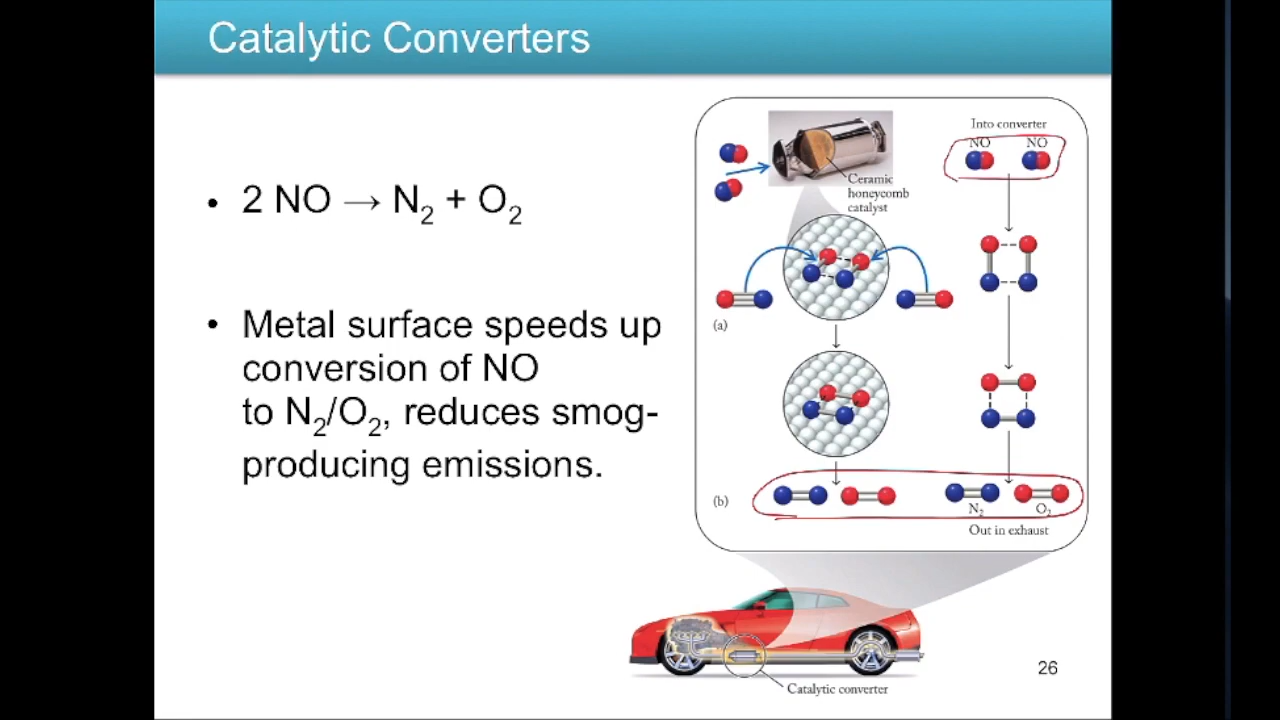 Catalytic Converters
• 2 NO → N₂ + O₂
• Metal surface speeds up
conversion of NO
to N₂/O₂, reduces smog-
producing emissions.
Into converter
NO NO
Ceramic
honeycomb
catalyst
(a)
(b)
N₂ O₂
Out in exhaust
Catalytic converter
26